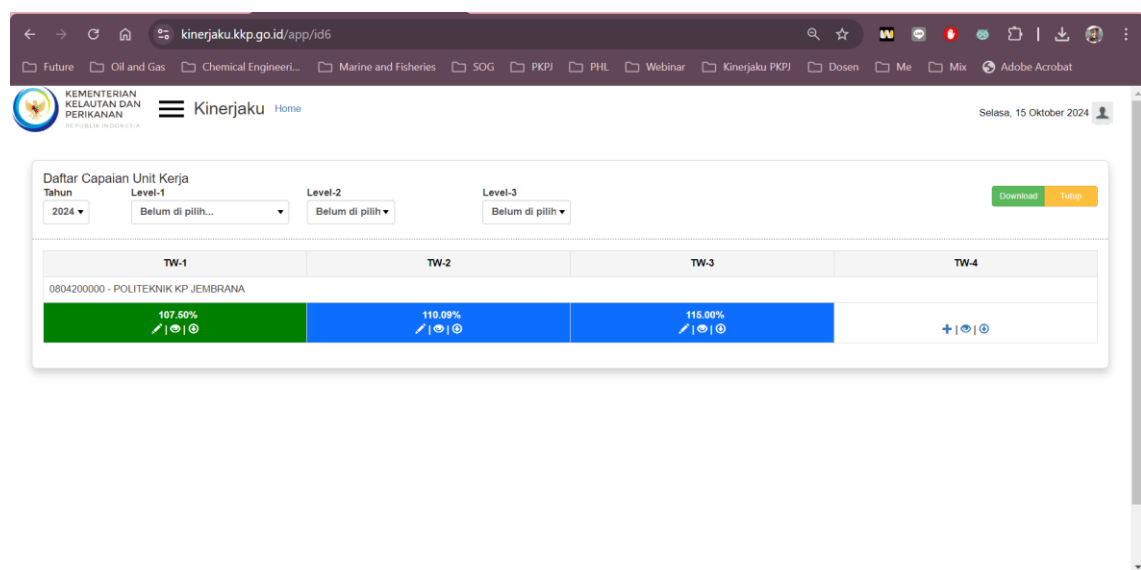 kinerjaku.kkp.go.id/app/id6
Future Oil and Gas Chemical Engineeri... Marine and Fisheries SOG PKPJ PHL Webinar Kinerjaku PKPJ Dosen Me Mix Adobe Acrobat
KEMENTERIAN
KELAUTAN DAN
PERIKANAN
REPUBLIK INDONESIA
Kinerjaku Home
Selasa, 15 Oktober 2024
Daftar Capaian Unit Kerja
Tahun Level-1 Level-2 Level-3
2024 Belum di pilih... Belum di pilih Belum di pilih
Download Tutup
TW-1 TW-2 TW-3 TW-4
0804200000 - POLITEKNIK KP JEMBRANA
107.50% 110.09% 115.00%